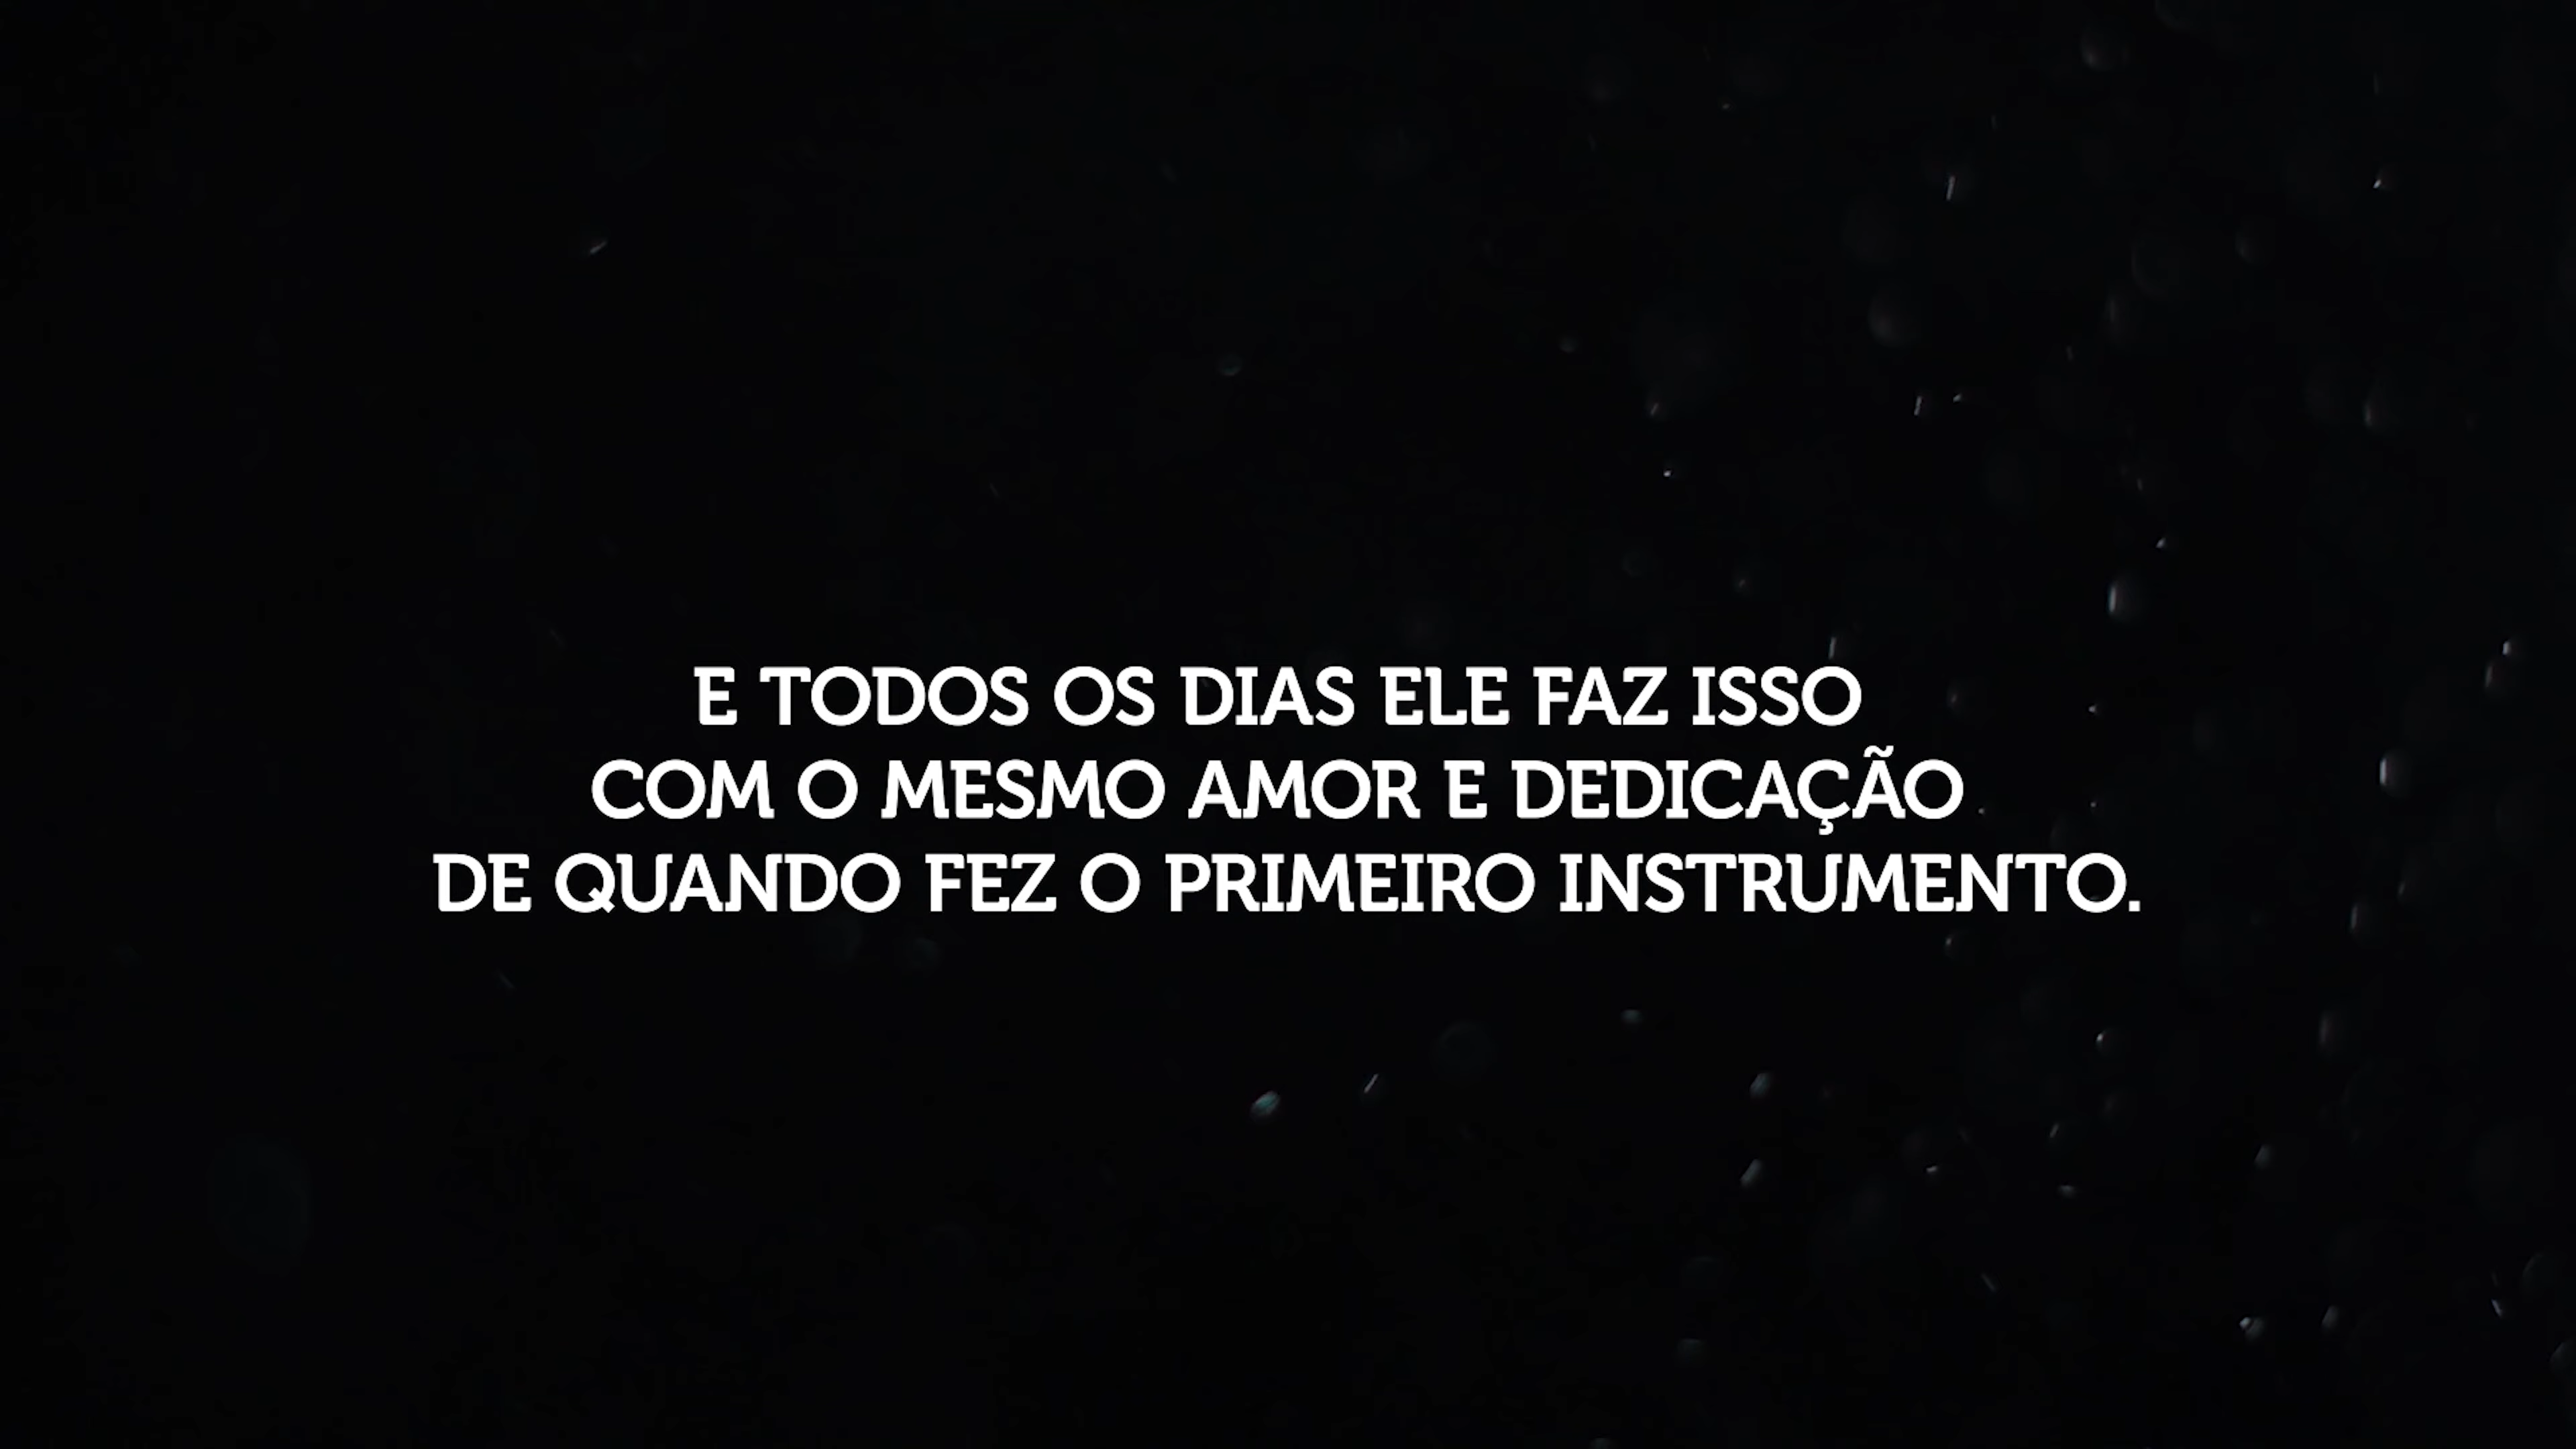 E TODOS OS DIAS ELE FAZ ISSO
COM O MESMO AMOR E DEDICAÇÃO
DE QUANDO FEZ O PRIMEIRO INSTRUMENTO.